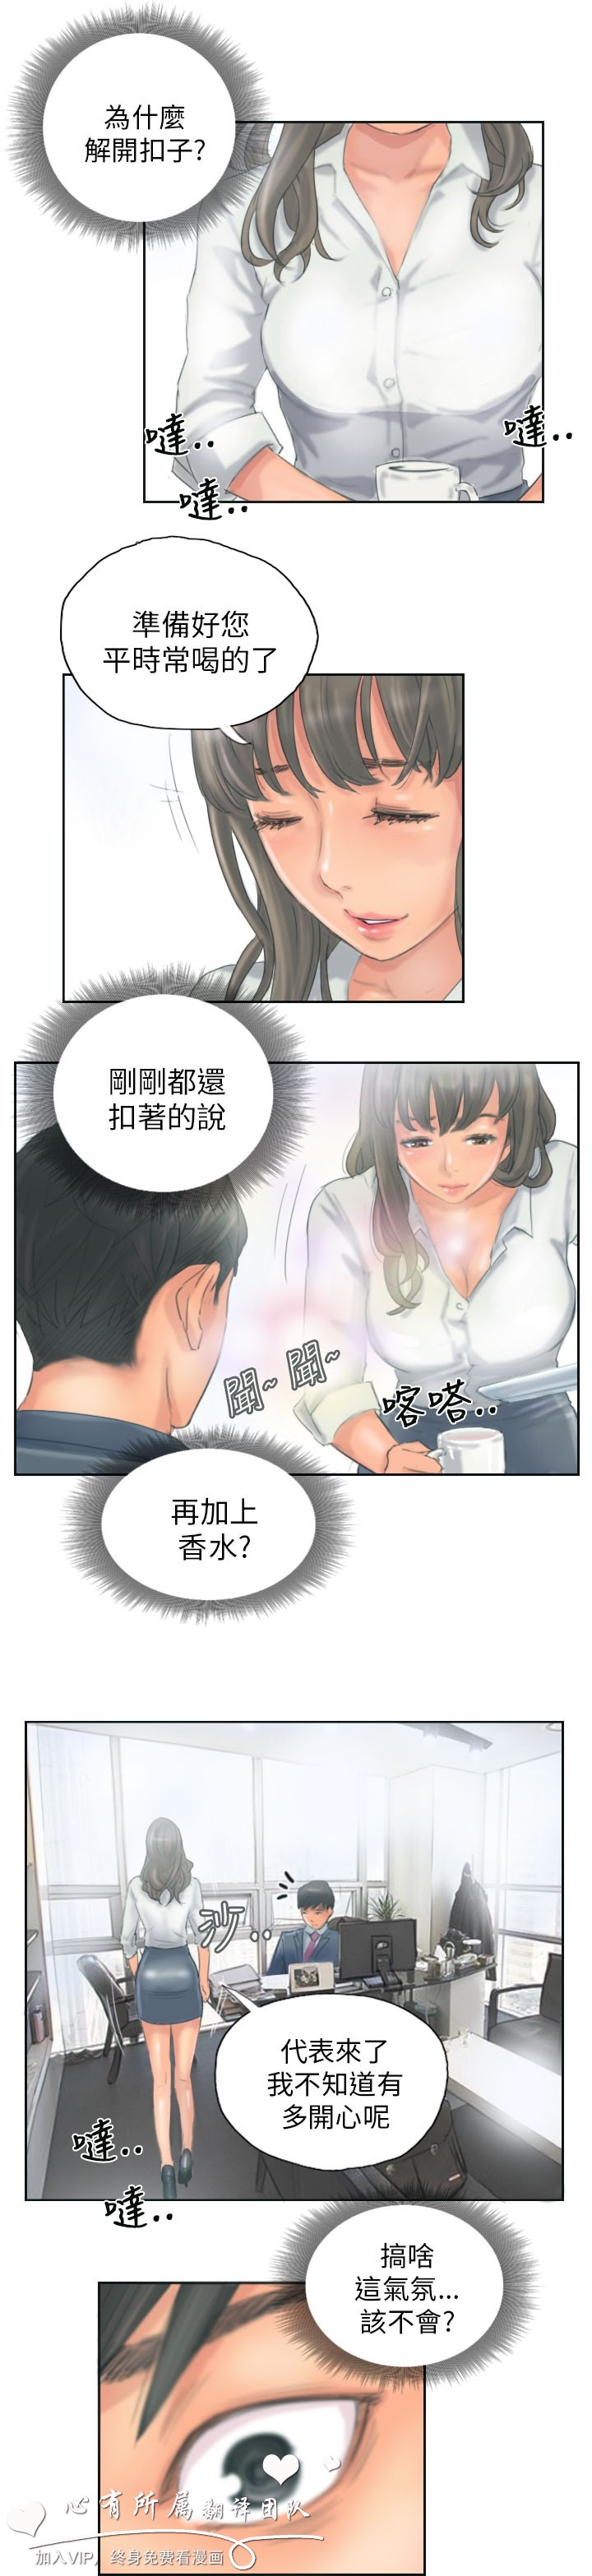 為什麼
解開扣子?
噠..
噠..
噠..
準備好您
平時常喝的了
剛剛都還
扣著的說
聞~聞~
喀嗒..
再加上
香水?
沙..
代表來了
我不知道有
多開心呢
噠..
噠..
搞啥
這氣氛...
該不會?
心有所属翻译团队
加入VIP, 终身免费看漫画